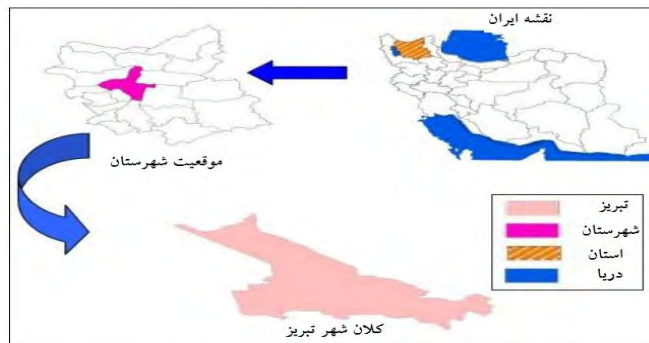 نقشه ایران
موقعیت شهرستان
تبریز
شهرستان
استان
دریا
کلان شهر تبریز